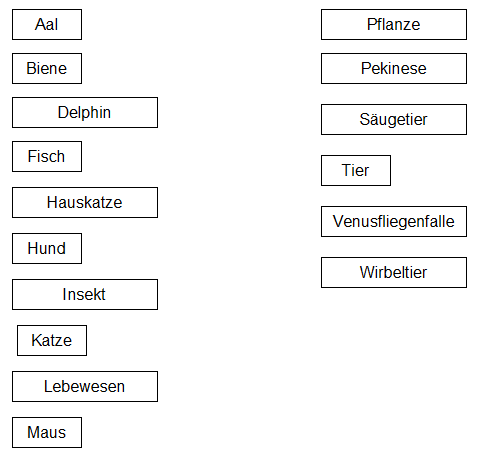 Aal
Biene
Delphin
Fisch
Hauskatze
Hund
Insekt
Katze
Lebewesen
Maus
Pflanze
Pekinese
Säugetier
Tier
Venusfliegenfalle
Wirbeltier